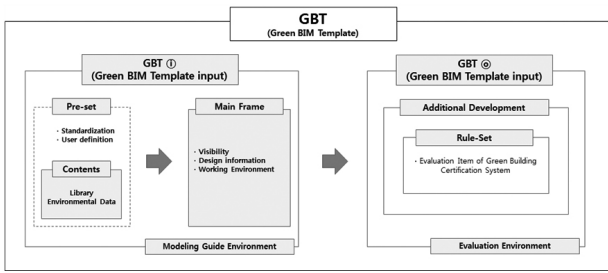 GBT
(Green BIM Template)
GBT ⓘ
(Green BIM Template input)
Pre-set
· Standardization
· User definition
Contents
Library
Environmental Data
Main Frame
· Visibility
· Design information
· Working Environment
Modeling Guide Environment
GBT ⓞ
(Green BIM Template input)
Additional Development
Rule-Set
· Evaluation Item of Green Building
Certification System
Evaluation Environment